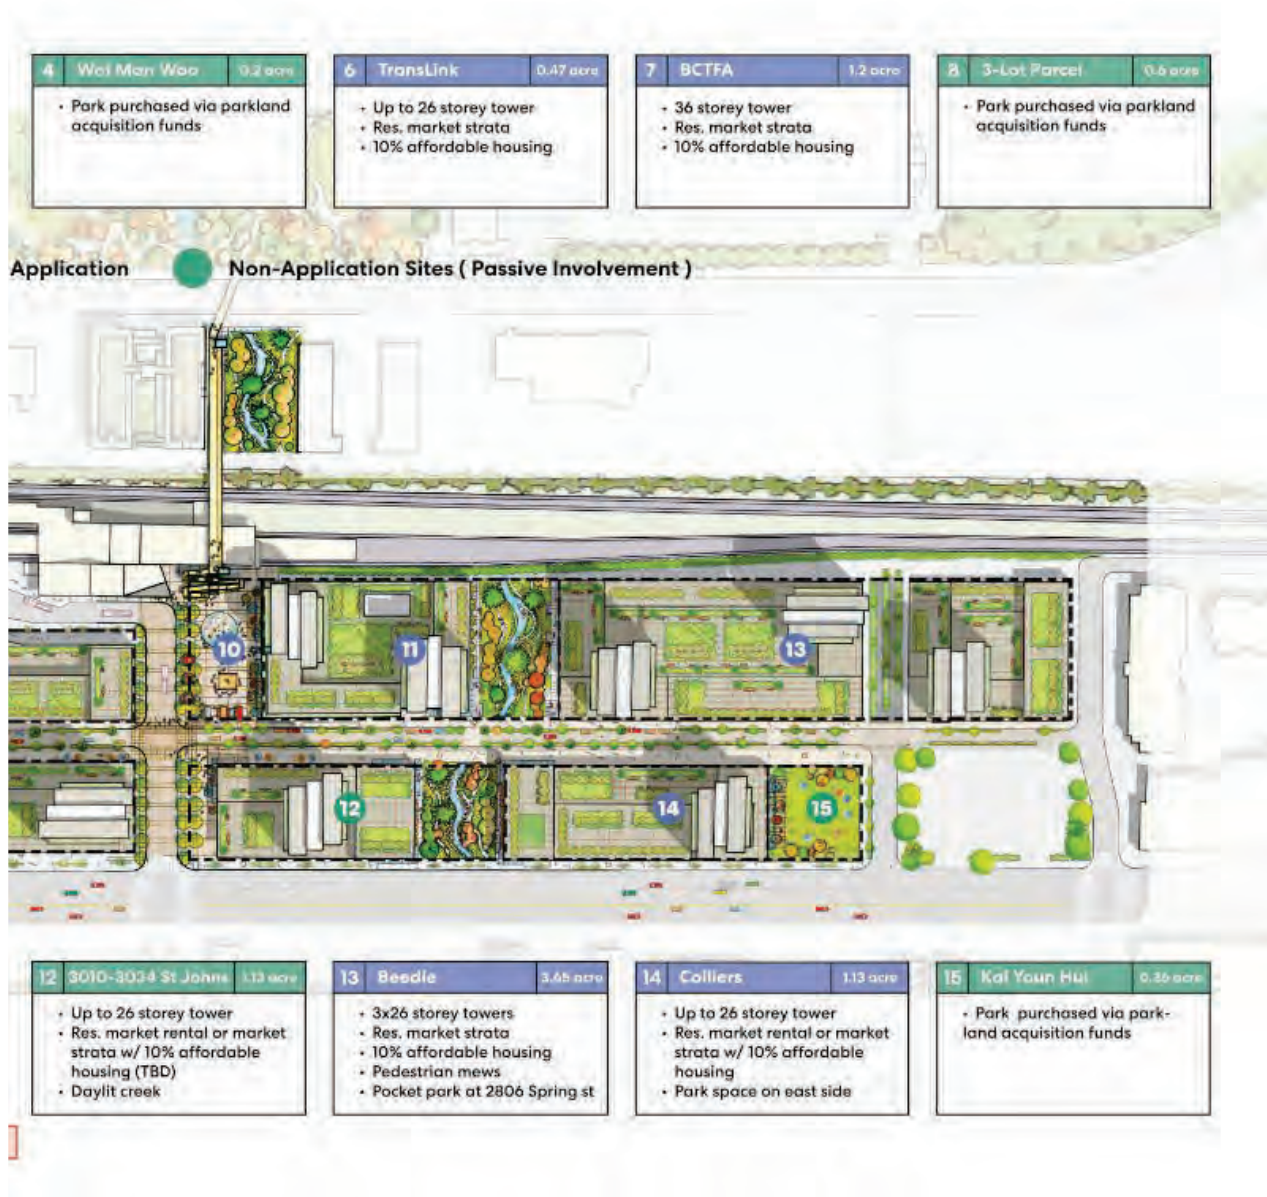 4 Wai Man Woo 0.2 acre
• Park purchased via parkland
acquisition funds
6 TransLink 0.47 acre
• Up to 26 storey tower
• Res. market strata
• 10% affordable housing
7 BCTFA 1.2 acre
• 36 storey tower
• Res. market strata
• 10% affordable housing
8 3-Lot Parcel 0.6 acre
• Park purchased via parkland
acquisition funds
Application
Non-Application Sites ( Passive Involvement )
10
11
13
12
14
15
12 3010-3034 St Johns 1.13 acre
• Up to 26 storey tower
• Res. market rental or market
strata w/ 10% affordable
housing (TBD)
• Daylit creek
13 Beedie 3.65 acre
• 3x26 storey towers
• Res. market strata
• 10% affordable housing
• Pedestrian mews
• Pocket park at 2806 Spring st
14 Colliers 1.13 acre
• Up to 26 storey tower
• Res. market rental or market
strata w/ 10% affordable
housing
• Park space on east side
15 Kai Youn Hui 0.36 acre
• Park purchased via park-
land acquisition funds